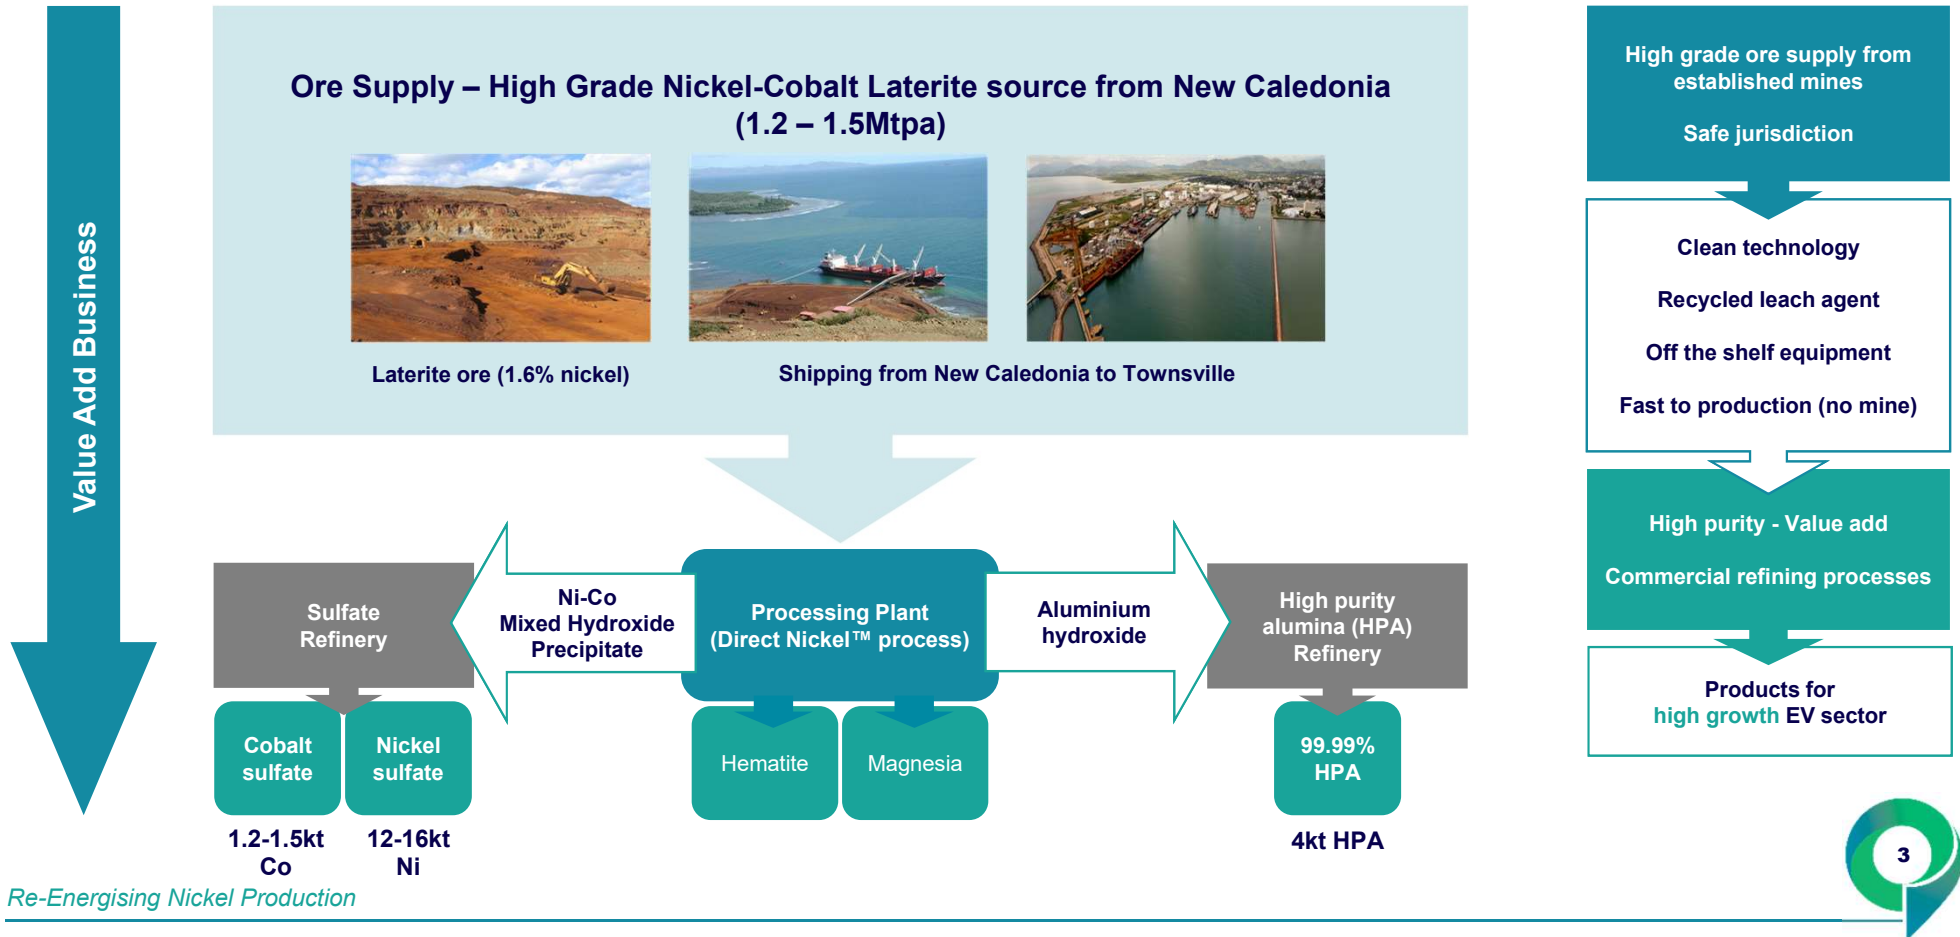 Value Add Business
Ore Supply – High Grade Nickel-Cobalt Laterite source from New Caledonia
(1.2 – 1.5Mtpa)
Laterite ore (1.6% nickel)
Shipping from New Caledonia to Townsville
Sulfate
Refinery
Ni-Co
Mixed Hydroxide
Precipitate
Processing Plant
(Direct Nickel™ process)
Aluminium
hydroxide
High purity
alumina (HPA)
Refinery
Cobalt
sulfate
Nickel
sulfate
Hematite
Magnesia
99.99%
HPA
1.2-1.5kt
Co
12-16kt
Ni
4kt HPA
High grade ore supply from
established mines
Safe jurisdiction
Clean technology
Recycled leach agent
Off the shelf equipment
Fast to production (no mine)
High purity - Value add
Commercial refining processes
Products for
high growth EV sector
Re-Energising Nickel Production
3